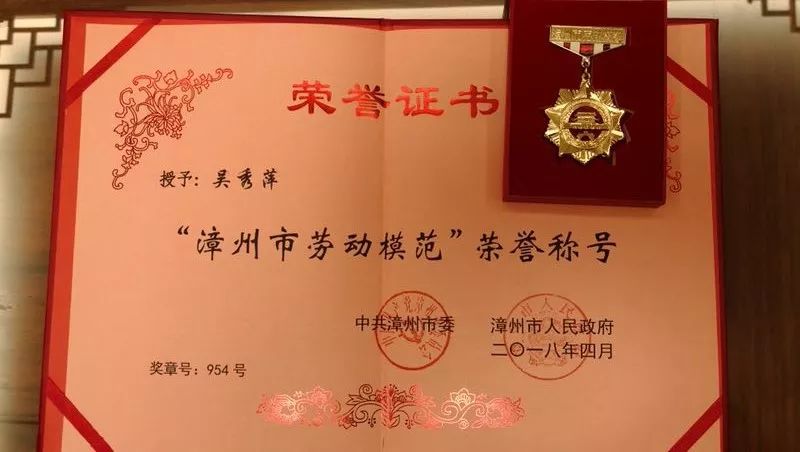 荣誉证书
授予：吴秀萍
“漳州市劳动模范”荣誉称号
中共漳州市委 漳州市人民政府
二〇一八年四月
奖章号：954号